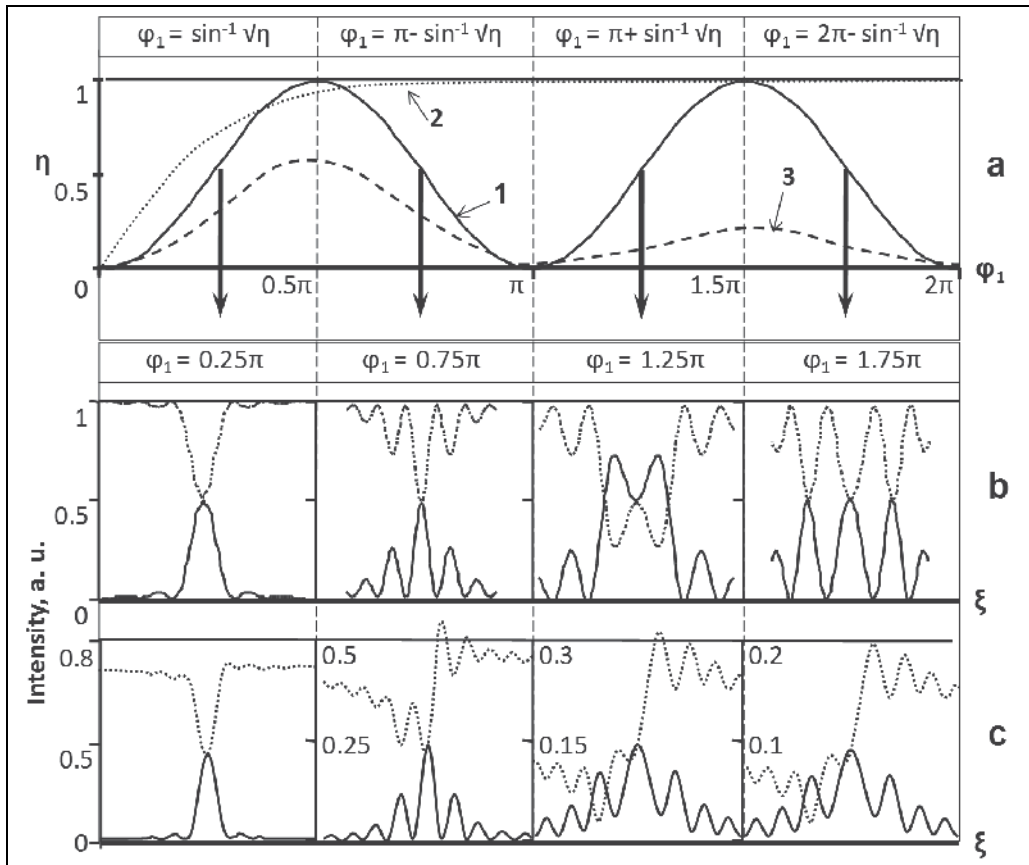 φ₁ = sin⁻¹ √η φ₁ = π- sin⁻¹ √η φ₁ = π+ sin⁻¹ √η φ₁ = 2π- sin⁻¹ √η
1
2
η
a
0.5
1
3
0 0.5π π 1.5π 2π φ₁
φ₁ = 0.25π φ₁ = 0.75π φ₁ = 1.25π φ₁ = 1.75π
1
b
0.5
0 ξ
Intensity, a. u.
0.8 0.5 0.3 0.2
c
0.5 0.25 0.15 0.1
0 ξ